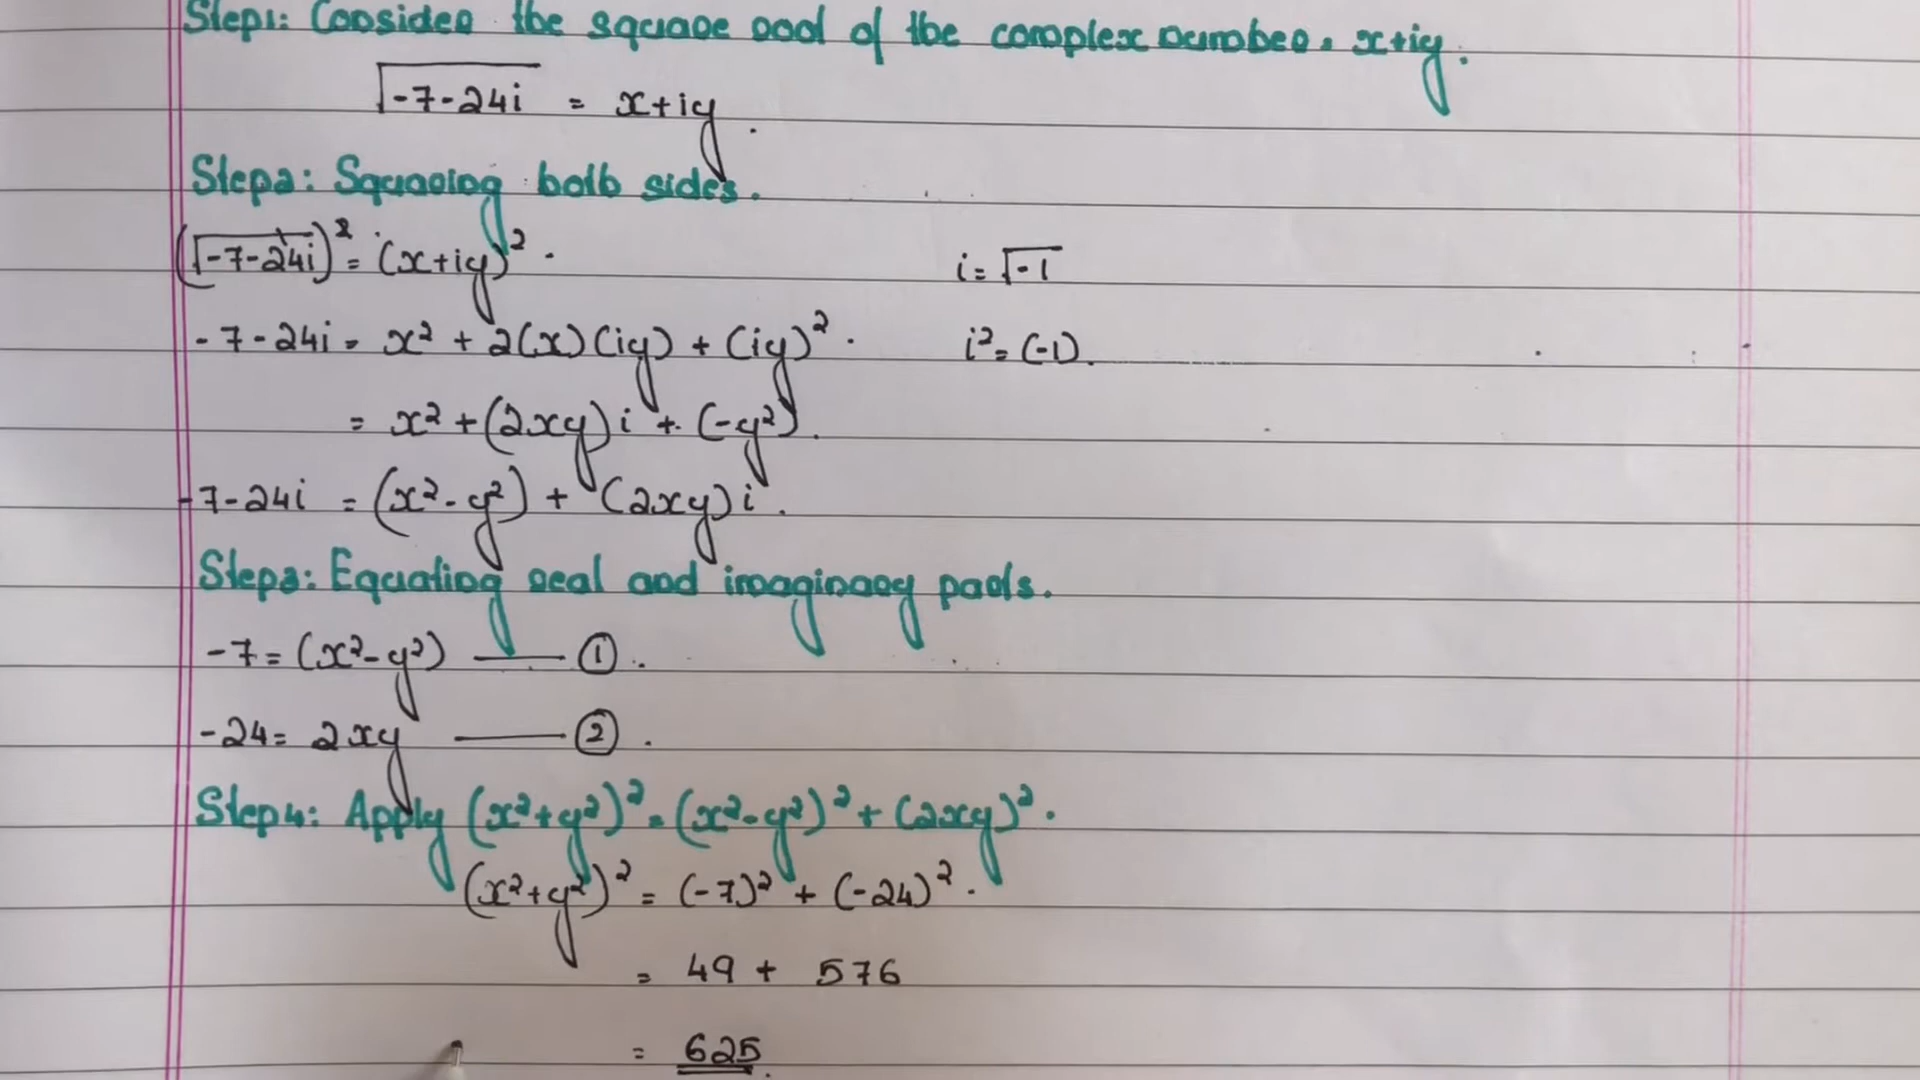 Step1: Consider the square root of the complex number, x+iy.
√-7-24i = x+iy.
Step2: Squaring both sides.
(√-7-24i)² = (x+iy)².
i = √-1
-7-24i = x² + 2(x)(iy) + (iy)².
i² = (-1).
= x² + (2xy)i + (-y²).
-7-24i = (x²-y²) + (2xy)i.
Step3: Equating real and imaginary parts.
-7 = (x²-y²) —— ①.
-24 = 2xy —— ②.
Step4: Apply (x²+y²)² = (x²-y²)² + (2xy)².
(x²+y²)² = (-7)² + (-24)².
= 49 + 576
= 625.